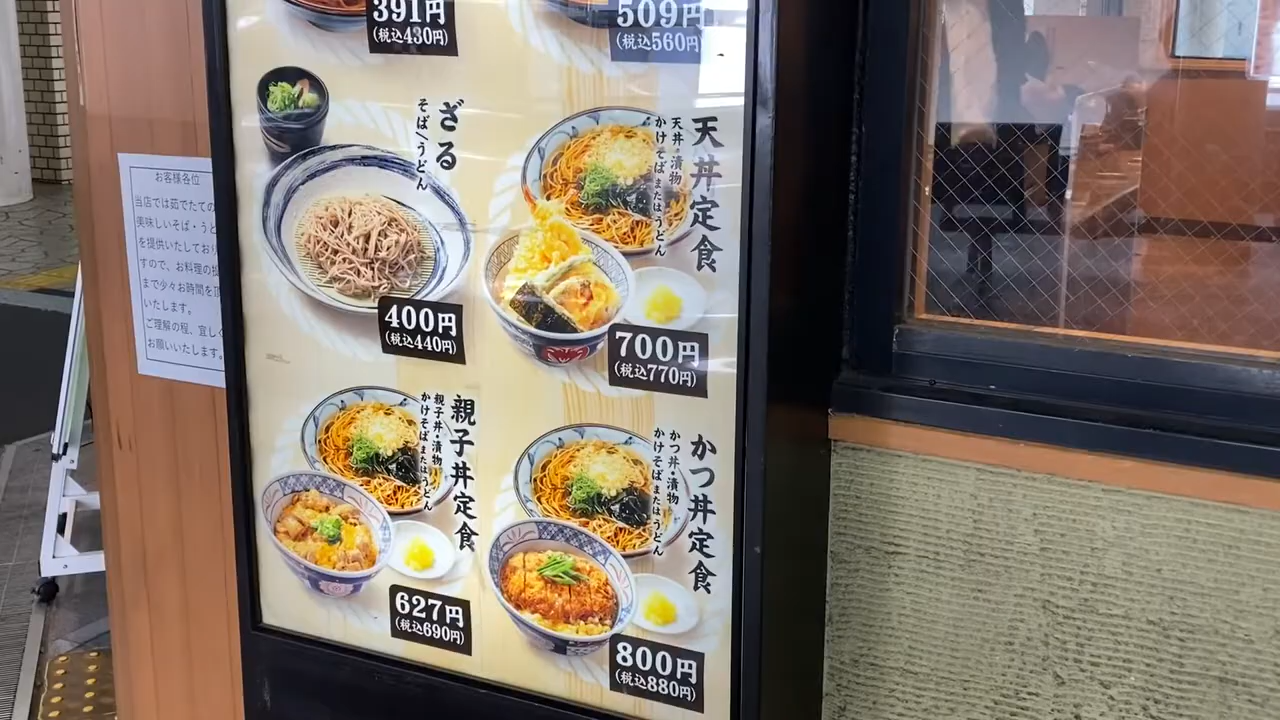 391円
(税込430円)
509円
(税込560円)
ざる
そば/うどん
400円
(税込440円)
天丼定食
天丼・漬物
かけそばまたはうどん
700円
(税込770円)
親子丼定食
親子丼・漬物
かけそばまたはうどん
627円
(税込690円)
かつ丼定食
かつ丼・漬物
かけそばまたはうどん
800円
(税込880円)
お客様各位
当店では茹でたての
美味しいそば・うど
を提供いたしており
すので、お料理の提
まで少々お時間を頂
いたします。
ご理解の程、宜しく
お願いいたします。